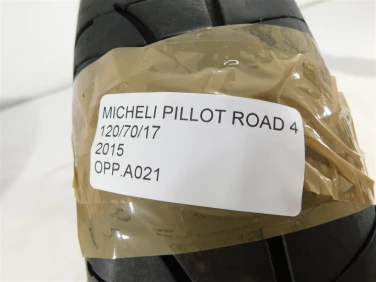 MICHELI PILLOT ROAD 4
120/70/17
2015
OPP.A021